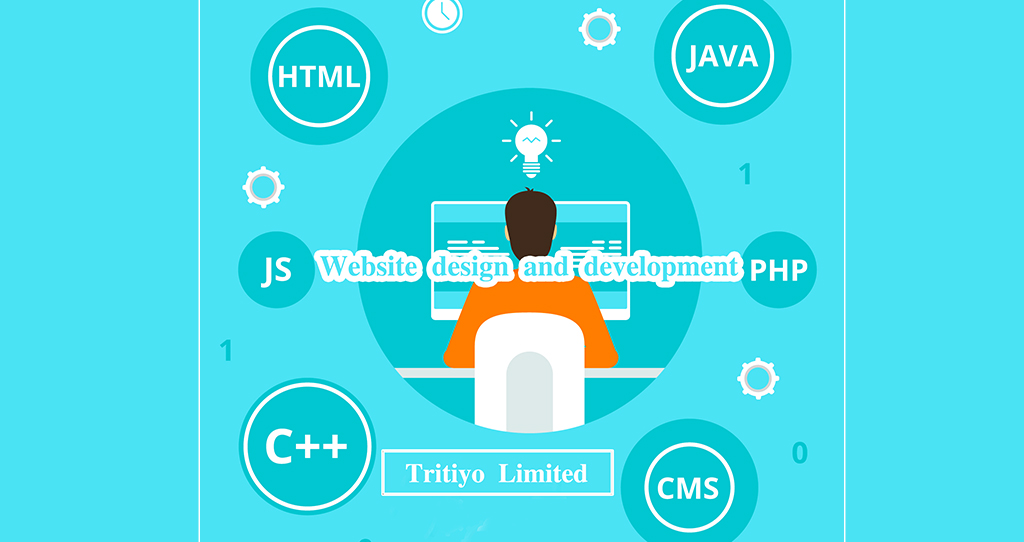 HTML
JAVA
1
JS
Website design and development
PHP
1
C++
0
Tritiyo Limited
CMS